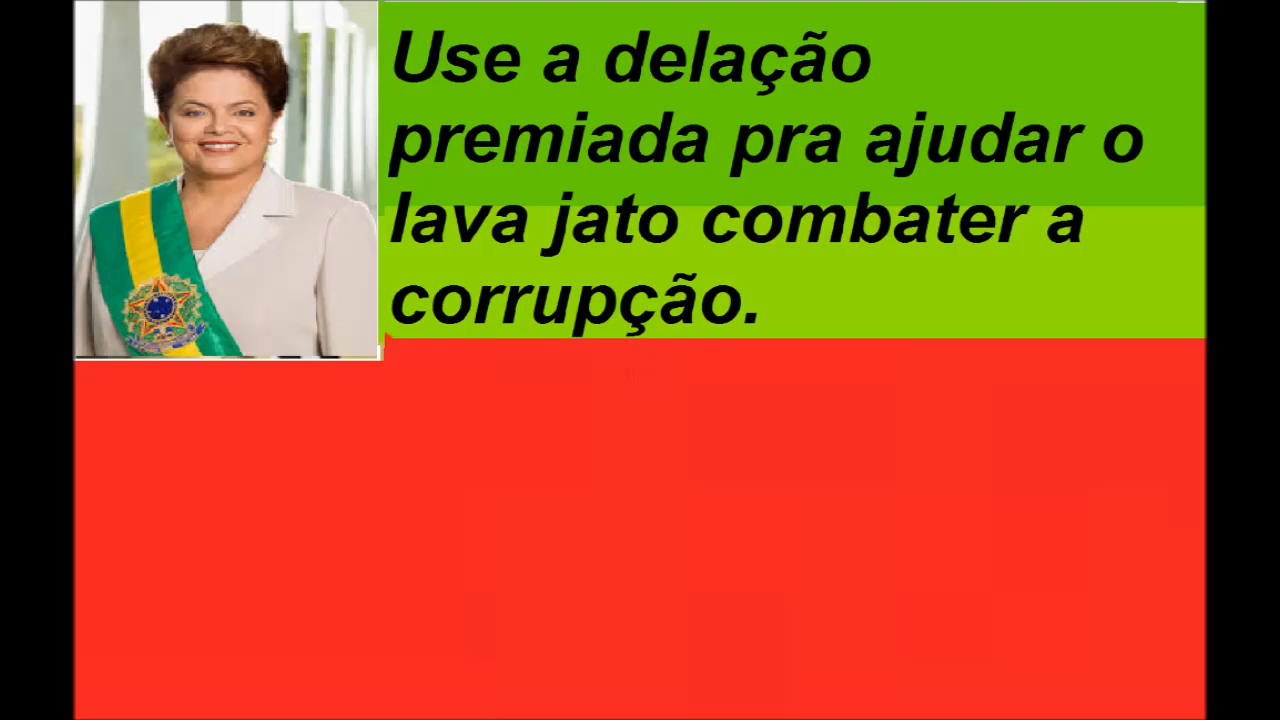 Use a delação
premiada pra ajudar o
lava jato combater a
corrupção.